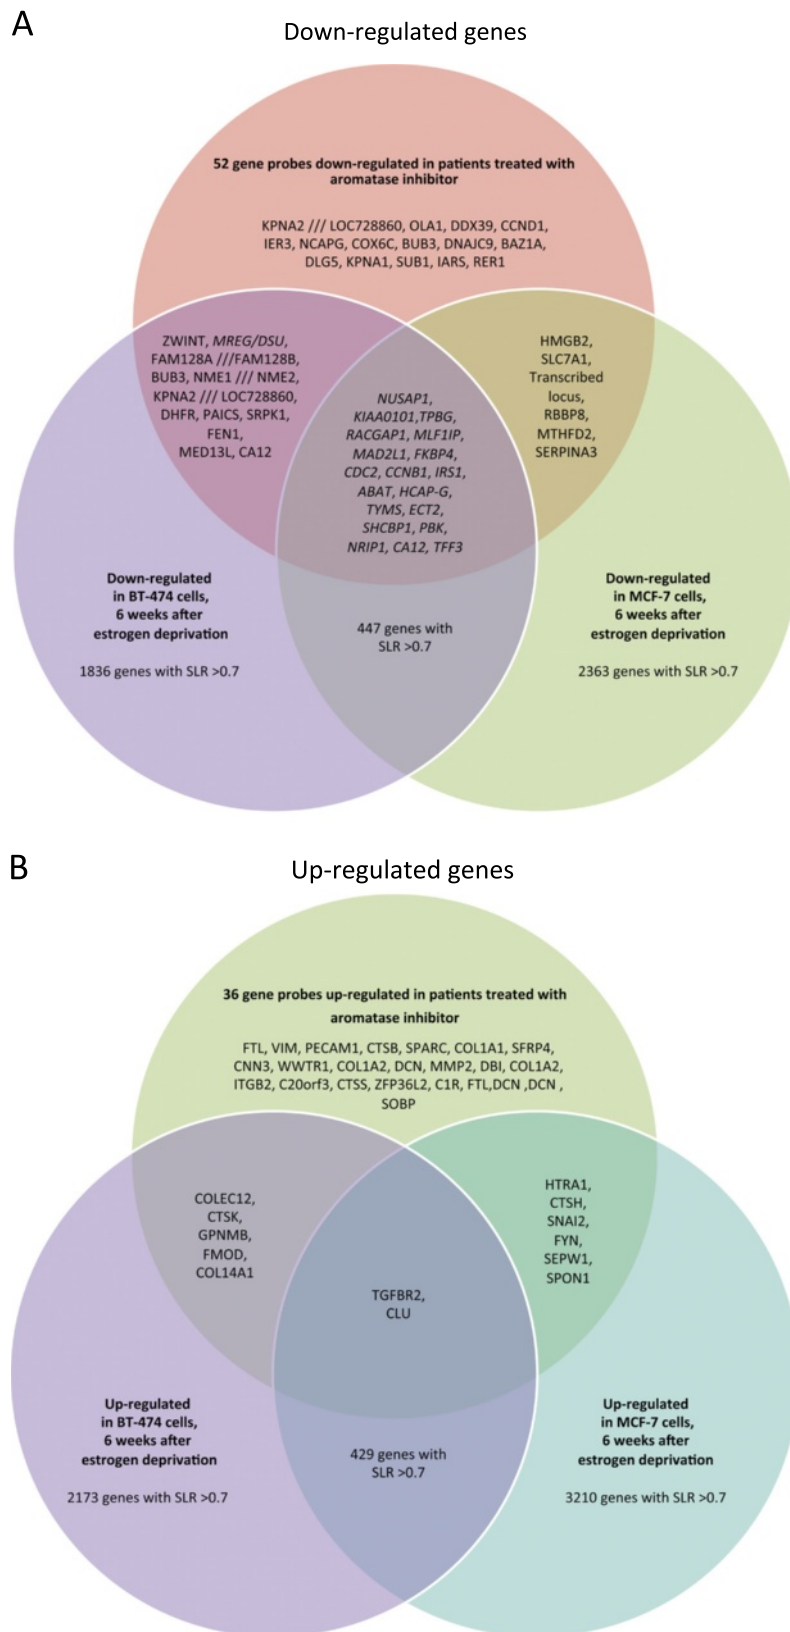 A
Down-regulated genes
52 gene probes down-regulated in patients treated with
aromatase inhibitor
KPNA2 /// LOC728860, OLA1, DDX39, CCND1,
IER3, NCAPG, COX6C, BUB3, DNAJC9, BAZ1A,
DLG5, KPNA1, SUB1, IARS, RER1
ZWINT, MREG/DSU,
FAM128A ///FAM128B,
BUB3, NME1 /// NME2,
KPNA2 /// LOC728860,
DHFR, PAICS, SRPK1,
FEN1,
MED13L, CA12
NUSAP1,
KIAA0101,TPBG,
RACGAP1, MLF1IP,
MAD2L1, FKBP4,
CDC2, CCNB1, IRS1,
ABAT, HCAP-G,
TYMS, ECT2,
SHCBP1, PBK,
NRIP1, CA12, TFF3
HMGB2,
SLC7A1,
Transcribed
locus,
RBBP8,
MTHFD2,
SERPINA3
Down-regulated
in BT-474 cells,
6 weeks after
estrogen deprivation
1836 genes with SLR >0.7
447 genes with
SLR >0.7
Down-regulated
in MCF-7 cells,
6 weeks after
estrogen deprivation
2363 genes with SLR >0.7
B
Up-regulated genes
36 gene probes up-regulated in patients treated with
aromatase inhibitor
FTL, VIM, PECAM1, CTSB, SPARC, COL1A1, SFRP4,
CNN3, WWTR1, COL1A2, DCN, MMP2, DBI, COL1A2,
ITGB2, C20orf3, CTSS, ZFP36L2, C1R, FTL,DCN ,DCN ,
SOBP
COLEC12,
CTSK,
GPNMB,
FMOD,
COL14A1
TGFBR2,
CLU
HTRA1,
CTSH,
SNAI2,
FYN,
SEPW1,
SPON1
Up-regulated
in BT-474 cells,
6 weeks after
estrogen deprivation
2173 genes with SLR >0.7
429 genes with
SLR >0.7
Up-regulated
in MCF-7 cells,
6 weeks after
estrogen deprivation
3210 genes with SLR >0.7